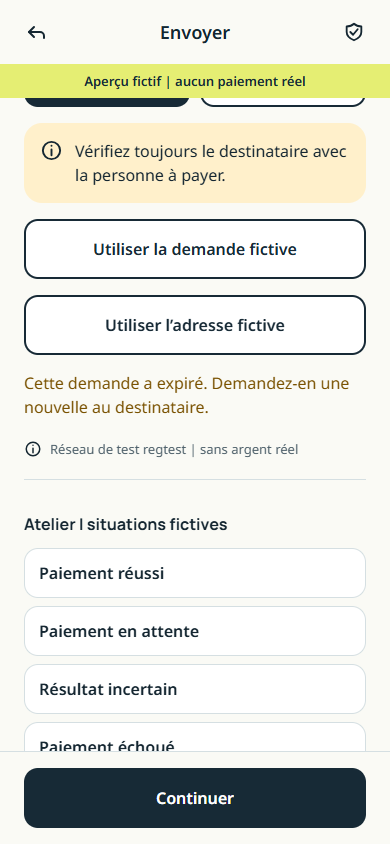 Envoyer
Aperçu fictif | aucun paiement réel
Vérifiez toujours le destinataire avec
la personne à payer.
Utiliser la demande fictive
Utiliser l’adresse fictive
Cette demande a expiré. Demandez-en une
nouvelle au destinataire.
Réseau de test regtest | sans argent réel
Atelier | situations fictives
Paiement réussi
Paiement en attente
Résultat incertain
Paiement échoué
Continuer